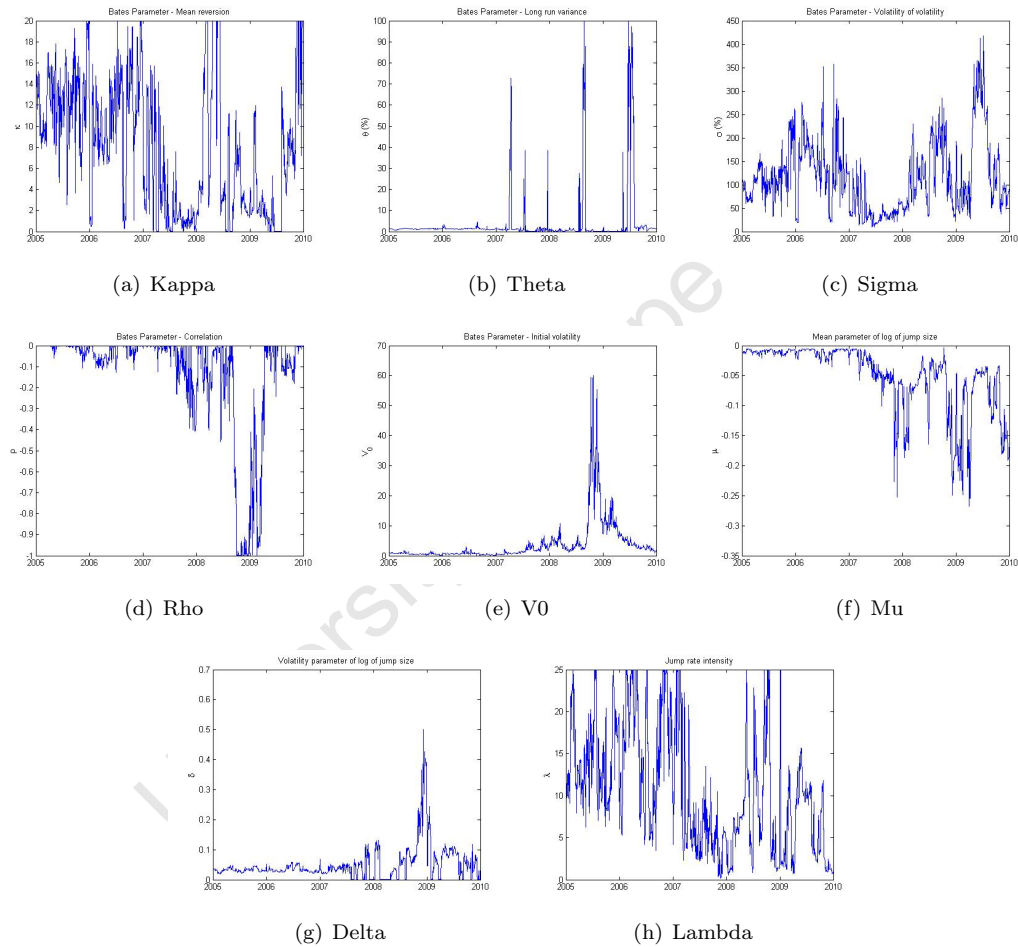 Bates Parameter - Mean reversion
Bates Parameter - Long run variance
Bates Parameter - Volatility of volatility
20
18
16
14
12
10
8
6
4
2
0
κ
2005 2006 2007 2008 2009 2010
100
90
80
70
60
50
40
30
20
10
0
θ (%)
2005 2006 2007 2008 2009 2010
450
400
350
300
250
200
150
100
50
0
σ (%)
2005 2006 2007 2008 2009 2010
(a) Kappa
(b) Theta
(c) Sigma
Bates Parameter - Correlation
Bates Parameter - Initial volatility
Mean parameter of log of jump size
0
-0.1
-0.2
-0.3
-0.4
-0.5
-0.6
-0.7
-0.8
-0.9
-1
ρ
2005 2006 2007 2008 2009 2010
70
60
50
40
30
20
10
0
V0
2005 2006 2007 2008 2009 2010
0
-0.05
-0.1
-0.15
-0.2
-0.25
-0.3
-0.35
μ
2005 2006 2007 2008 2009 2010
(d) Rho
(e) V0
(f) Mu
Volatility parameter of log of jump size
Jump rate intensity
0.7
0.6
0.5
0.4
0.3
0.2
0.1
0
δ
2005 2006 2007 2008 2009 2010
25
20
15
10
5
0
λ
2005 2006 2007 2008 2009 2010
(g) Delta
(h) Lambda